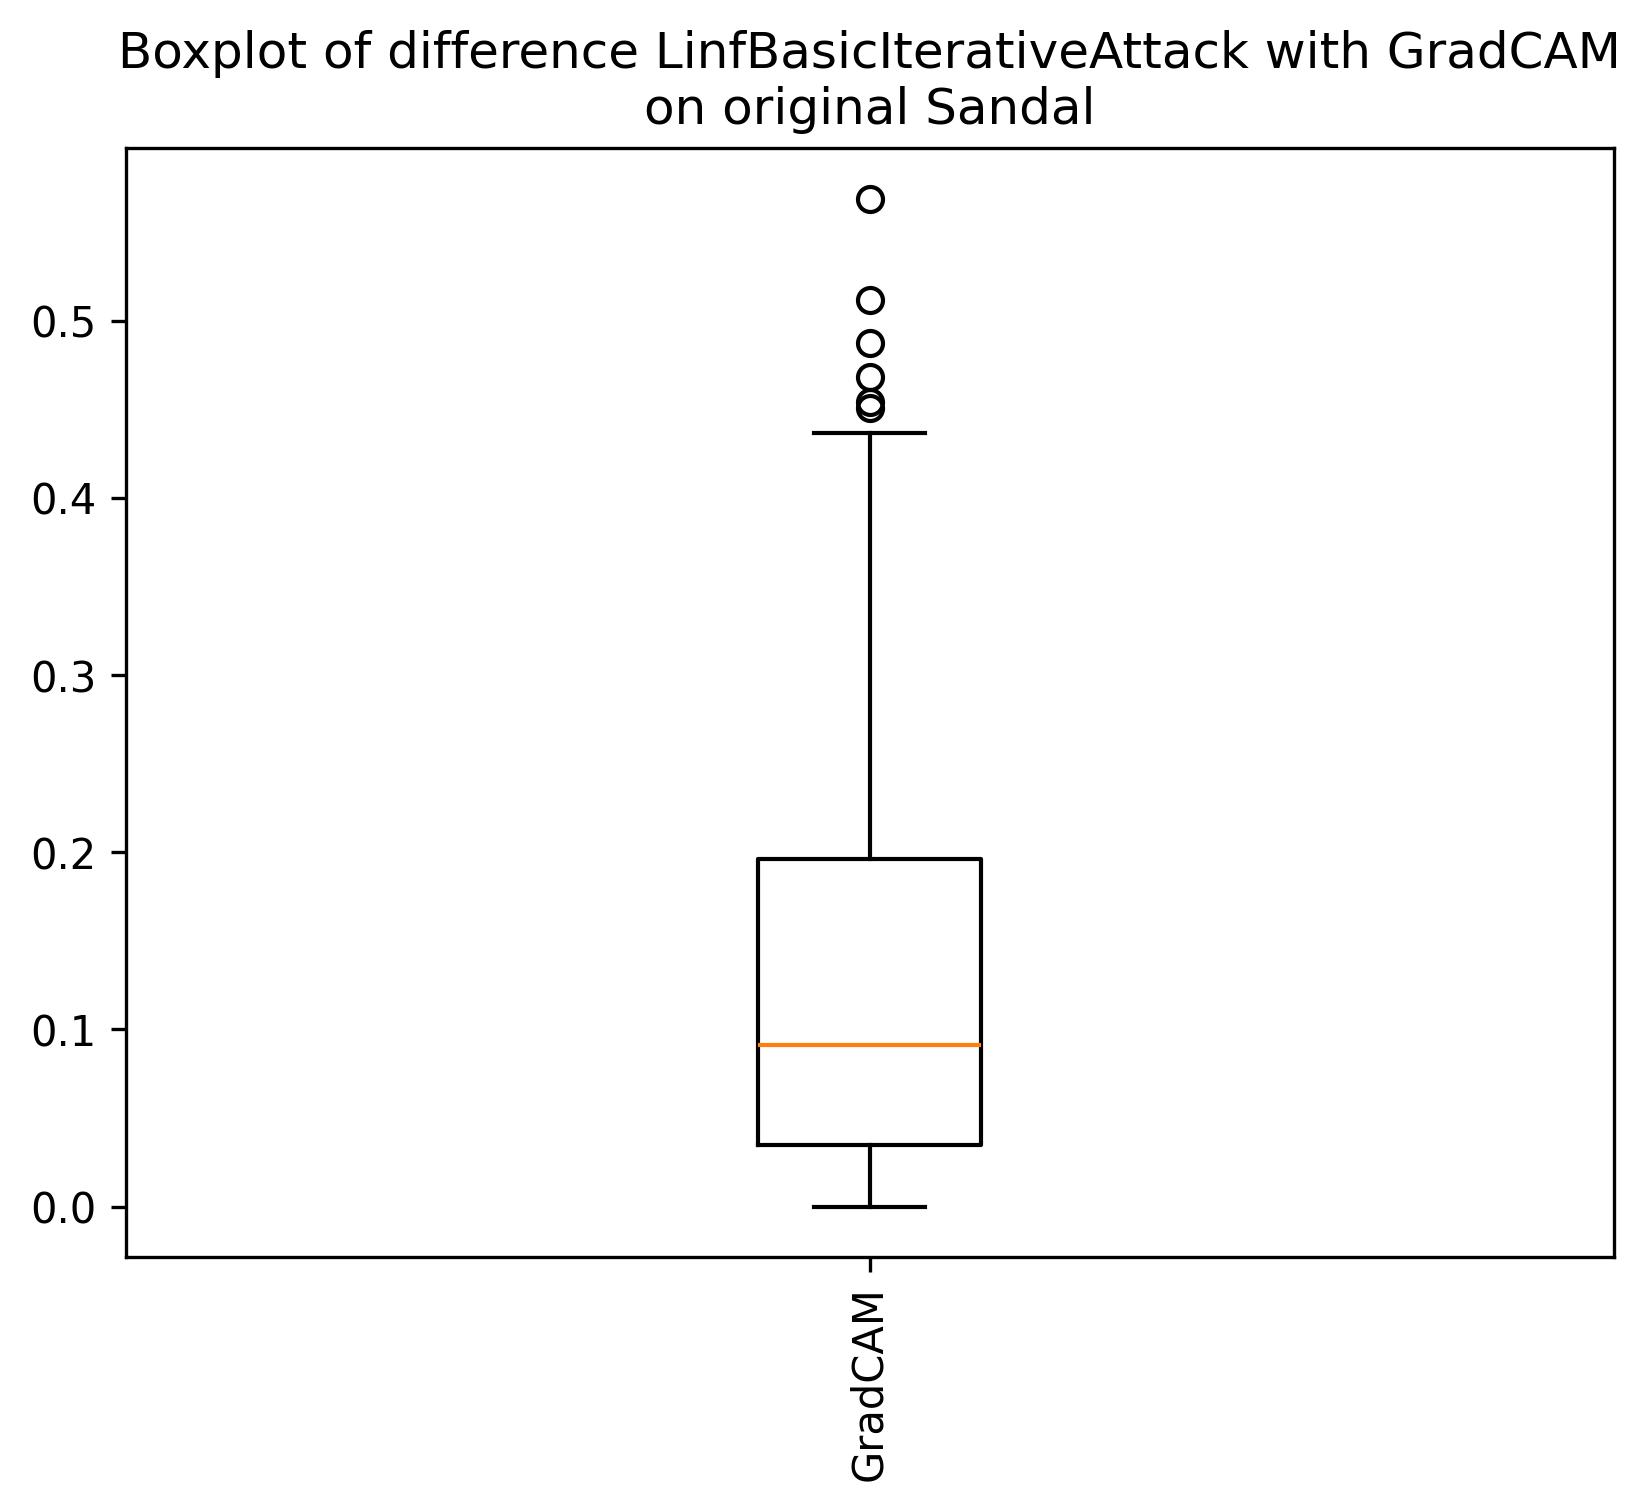 Boxplot of difference LinfBasicIterativeAttack with GradCAM
on original Sandal
0.5
0.4
0.3
0.2
0.1
0.0
GradCAM